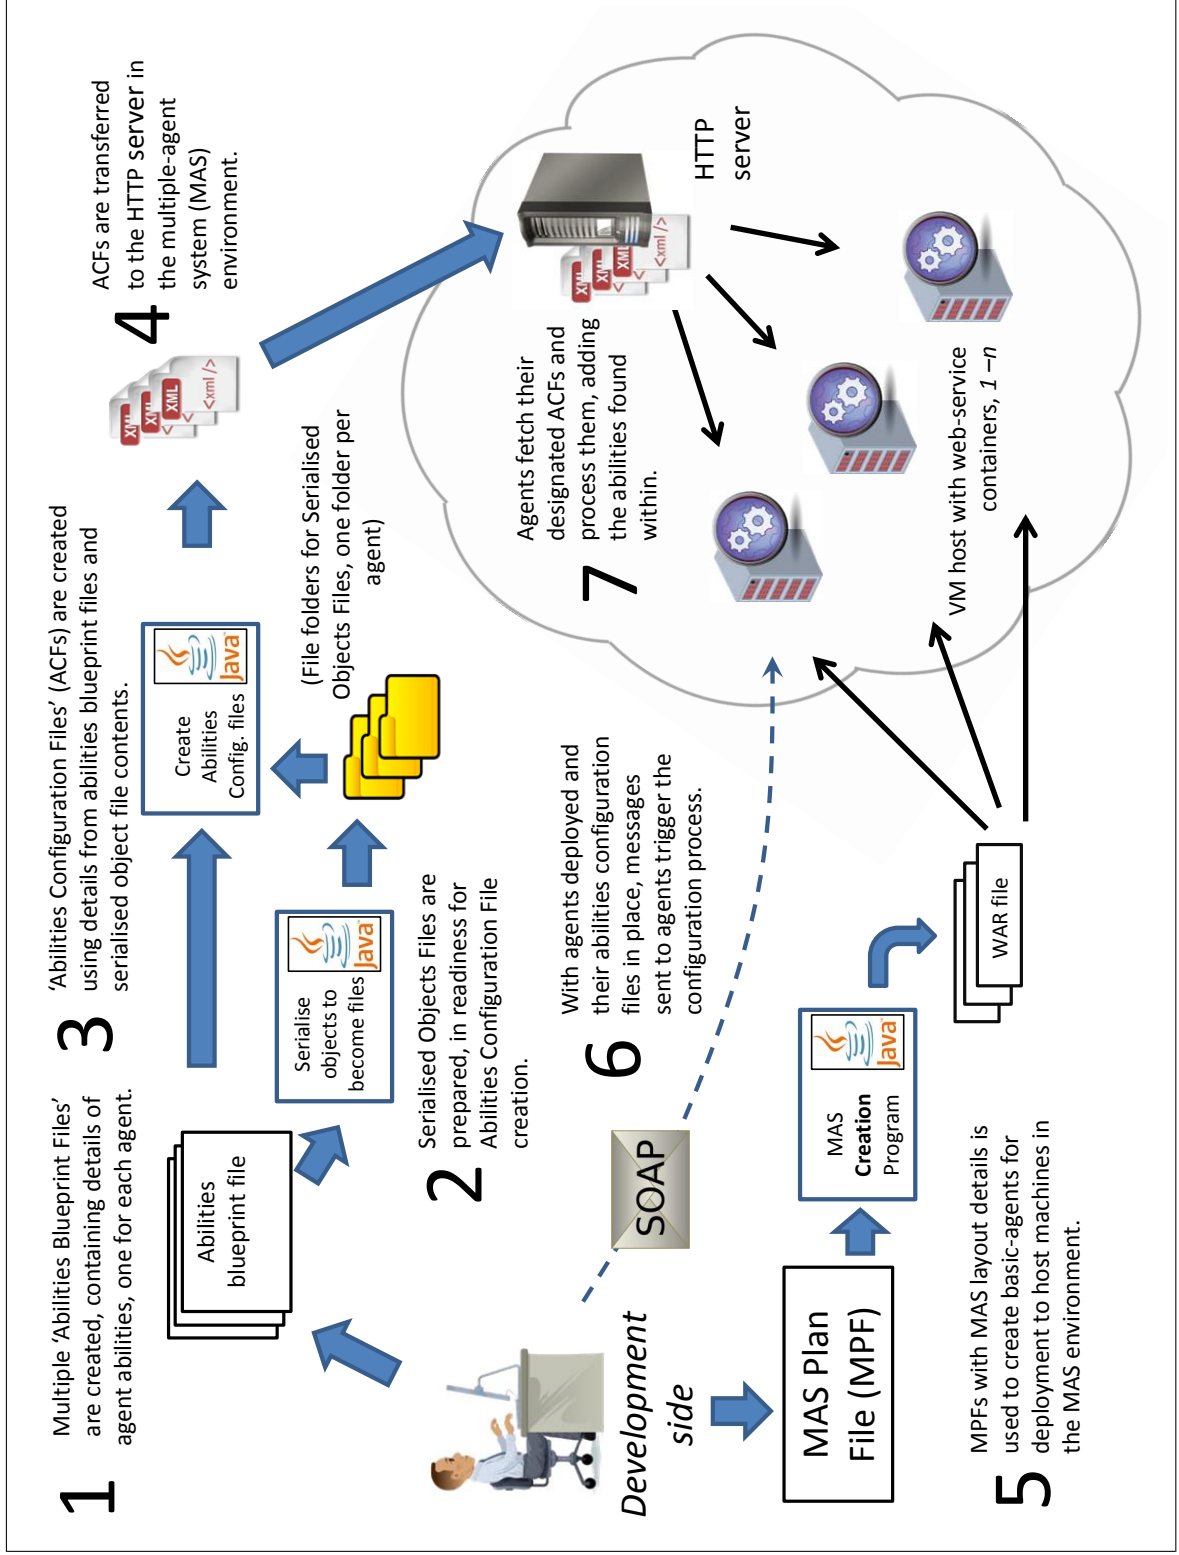 1
Multiple ‘Abilities Blueprint Files’
are created, containing details of
agent abilities, one for each agent.
Abilities
blueprint file
2
Serialised Objects Files are
prepared, in readiness for
Abilities Configuration File
creation.
Serialise
objects to
become files
Java
3
‘Abilities Configuration Files’ (ACFs) are created
using details from abilities blueprint files and
serialised object file contents.
Create
Abilities
Config. files
Java
(File folders for Serialised
Objects Files, one folder per
agent)
4
ACFs are transferred
to the HTTP server in
the multiple-agent
system (MAS)
environment.
XML
XML
XML
<xml />
Development
side
MAS Plan
File (MPF)
5
MPFs with MAS layout details is
used to create basic-agents for
deployment to host machines in
the MAS environment.
MAS
Creation
Program
Java
WAR file
SOAP
6
With agents deployed and
their abilities configuration
files in place, messages
sent to agents trigger the
configuration process.
7
Agents fetch their
designated ACFs and
process them, adding
the abilities found
within.
XML
XML
XML
<xml />
HTTP
server
VM host with web-service
containers, 1 –n